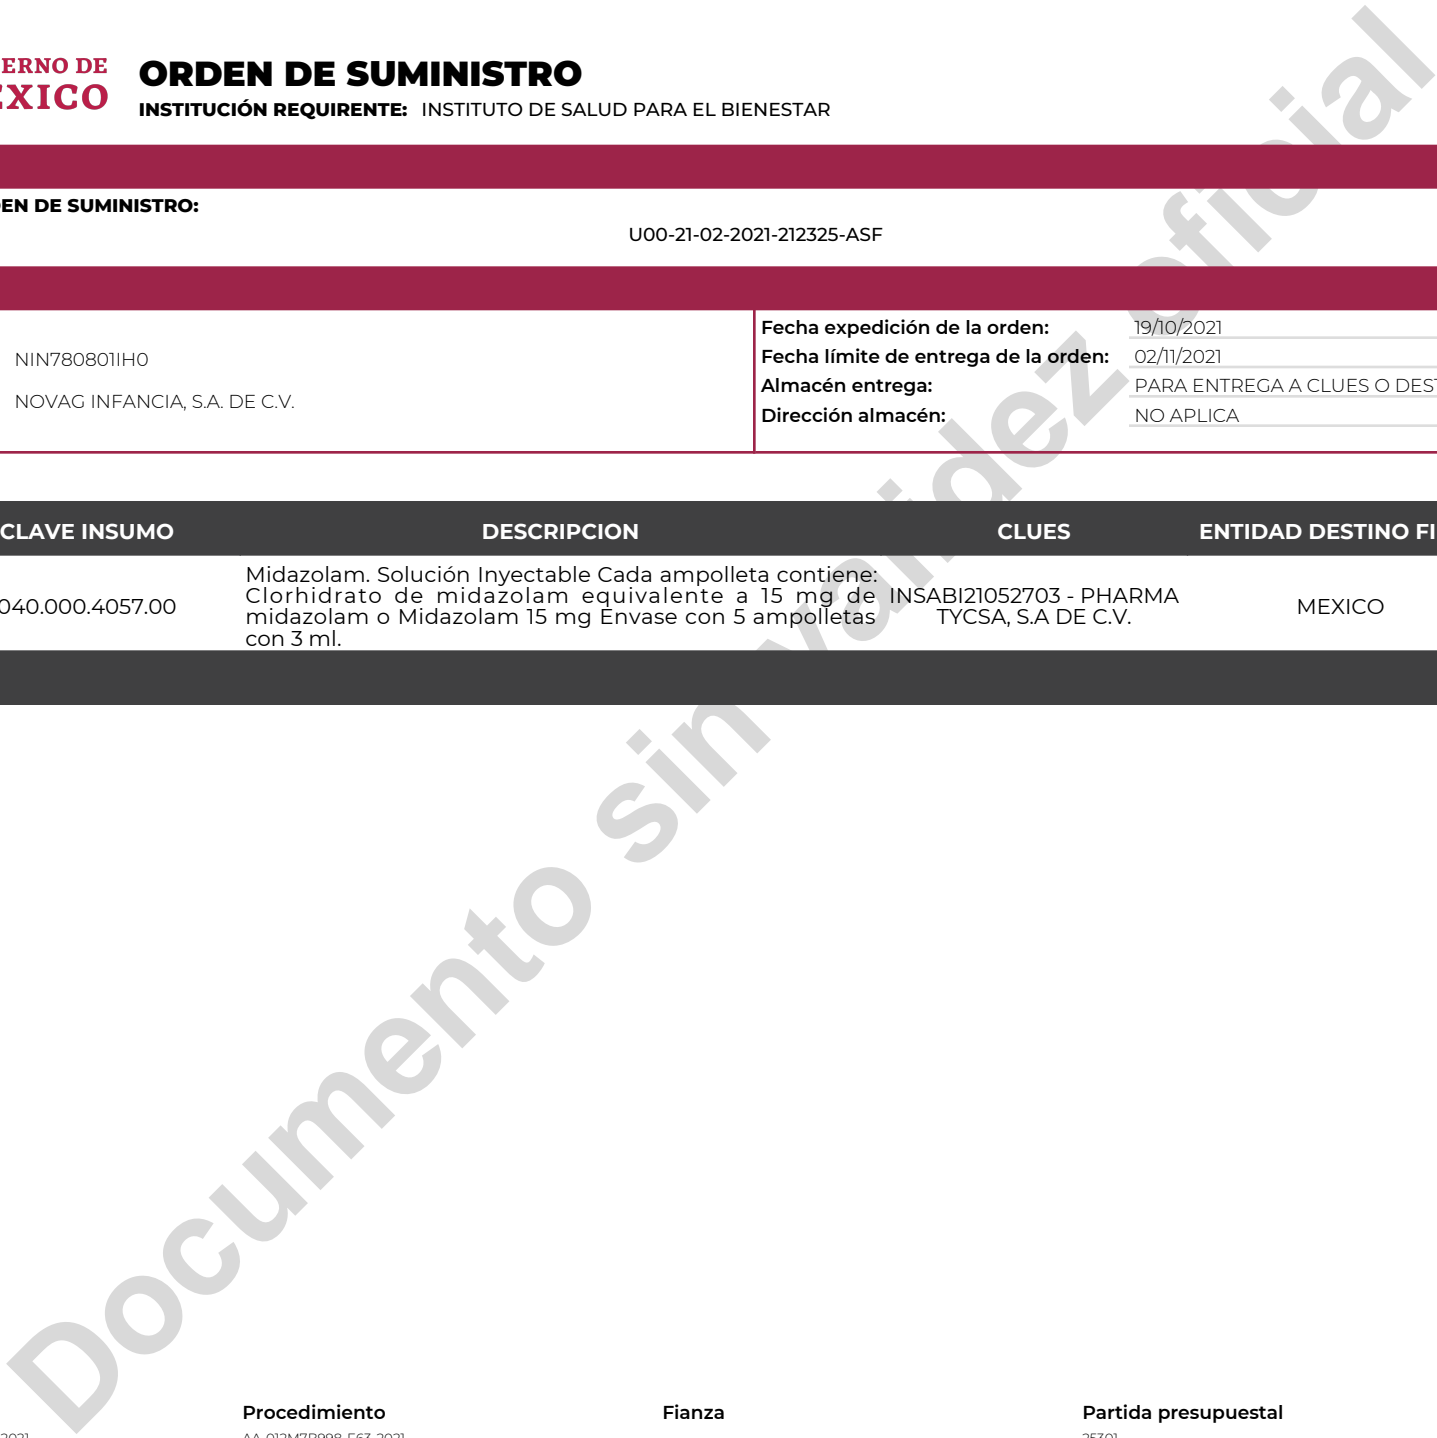 ERNO DE
EXICO
ORDEN DE SUMINISTRO
INSTITUCIÓN REQUIRENTE: INSTITUTO DE SALUD PARA EL BIENESTAR
EN DE SUMINISTRO:
U00-21-02-2021-212325-ASF
NIN780801IH0
NOVAG INFANCIA, S.A. DE C.V.
Fecha expedición de la orden: 19/10/2021
Fecha límite de entrega de la orden: 02/11/2021
Almacén entrega: PARA ENTREGA A CLUES O DEST
Dirección almacén: NO APLICA
CLAVE INSUMO DESCRIPCION CLUES ENTIDAD DESTINO FI
040.000.4057.00
Midazolam. Solución Inyectable Cada ampolleta contiene:
Clorhidrato de midazolam equivalente a 15 mg de
midazolam o Midazolam 15 mg Envase con 5 ampolletas
con 3 ml.
INSABI21052703 - PHARMA
TYCSA, S.A DE C.V.
MEXICO
Documento sin validez oficial
Procedimiento Fianza Partida presupuestal